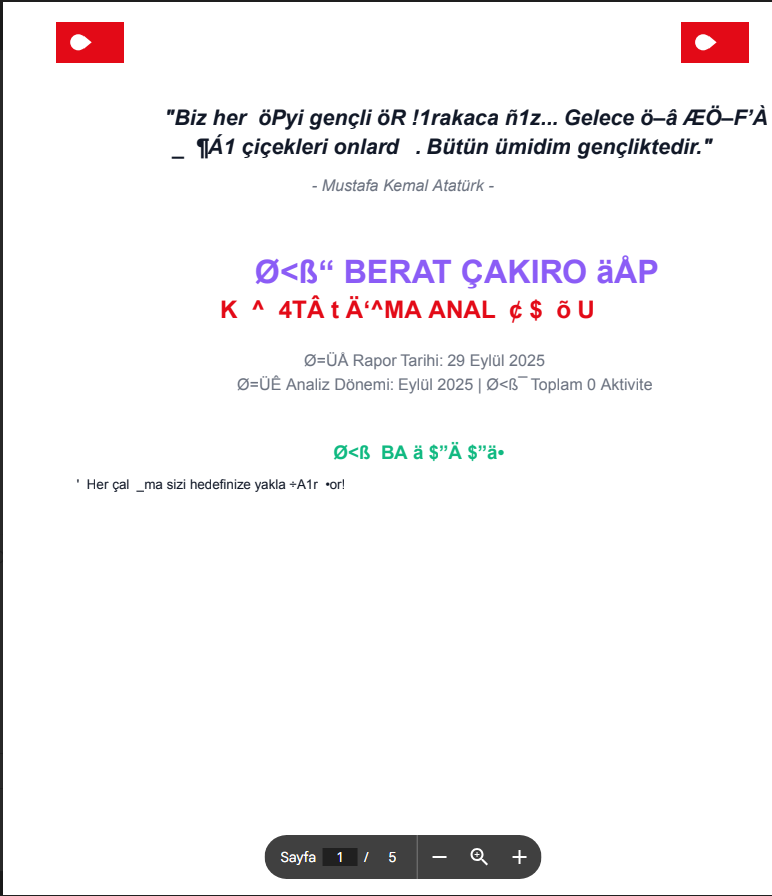 "Biz her öPyi gençli öR !1rakaca ñ1z... Gelece ö–â ÆÖ–F'À
_ ¶Á1 çiçekleri onlard . Bütün ümidim gençliktedir."
- Mustafa Kemal Atatürk -
Ø<ß“ BERAT ÇAKIRO äÅP
K ^ 4TÂ t Ä‘^MA ANAL ¢ $ õ U
Ø=ÜÅ Rapor Tarihi: 29 Eylül 2025
Ø=ÜÊ Analiz Dönemi: Eylül 2025 | Ø<ß¯ Toplam 0 Aktivite
Ø<ß BA ä $”Ä $”ä•
' Her çal _ma sizi hedefinize yakla ÷A1r •or!
Sayfa 1 / 5